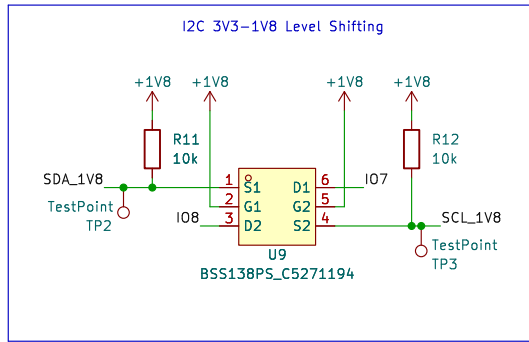 I2C 3V3-1V8 Level Shifting
+1V8 +1V8 +1V8 +1V8
R11 R12
10k 10k
SDA_1V8 1 S1 D1 6 IO7
TestPoint 2 G1 G2 5
TP2 IO8 3 D2 S2 4 SCL_1V8
TestPoint
TP3
U9
BSS138PS_C5271194